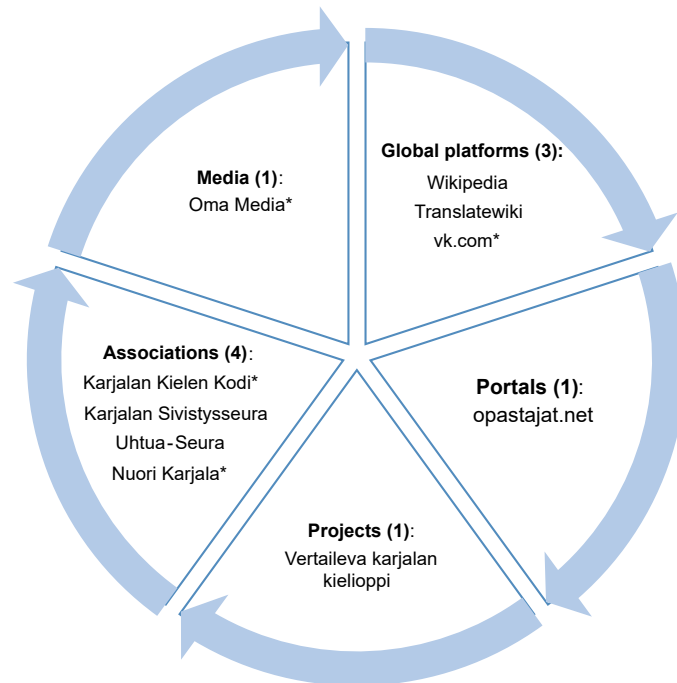 Global platforms (3):
Wikipedia
Translatewiki
vk.com*
Portals (1):
opastajat.net
Projects (1):
Vertaileva karjalan
kielioppi
Associations (4):
Karjalan Kielen Kodi*
Karjalan Sivistysseura
Uhtua-Seura
Nuori Karjala*
Media (1):
Oma Media*